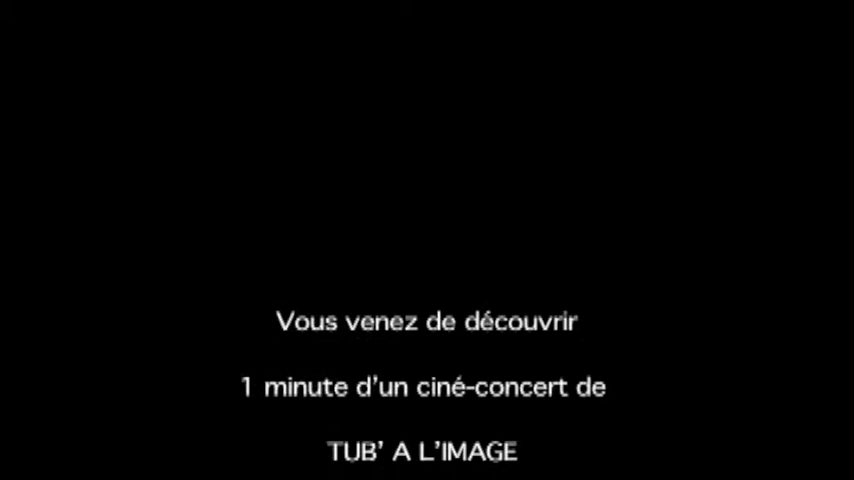 Vous venez de découvrir
1 minute d'un ciné-concert de
TUB' A L'IMAGE